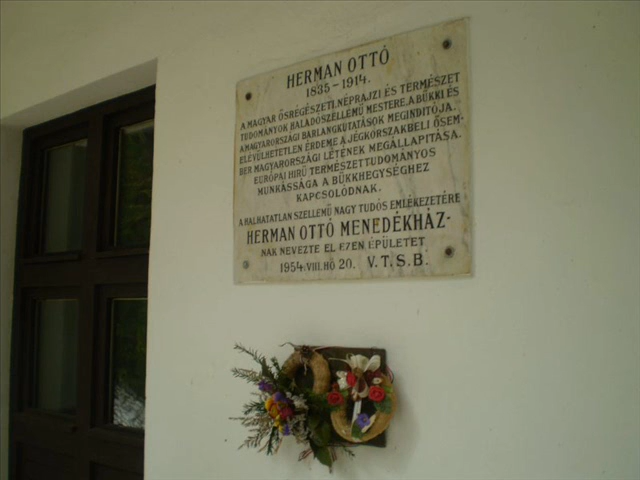 HERMAN OTTÓ
1835-1914.
A MAGYAR ŐSRÉGÉSZETI, NÉPRAJZI ÉS TERMÉSZET
TUDOMÁNYOK HALADÓSZELLEMŰ MESTERE. A BÜKKI ÉS
A MAGYARORSZÁGI BARLANGKUTATÁSOK MEGINDÍTÓJA.
ELÉVÜLHETETLEN ÉRDEME A JÉGKORSZAKBELI ŐSEM-
BER MAGYARORSZÁGI LÉTÉNEK MEGÁLLAPÍTÁSA.
EURÓPAI HIRŰ TERMÉSZETTUDOMÁNYOS
MUNKÁSSÁGA A BÜKKHEGYSÉGHEZ
KAPCSOLÓDNAK.
A HALHATATLAN SZELLEMŰ NAGY TUDÓS EMLÉKEZETÉRE
HERMAN OTTÓ MENEDÉKHÁZ-
NAK NEVEZTE EL EZEN ÉPÜLETET
1954. VIII. HÓ 20. V.T.S.B.